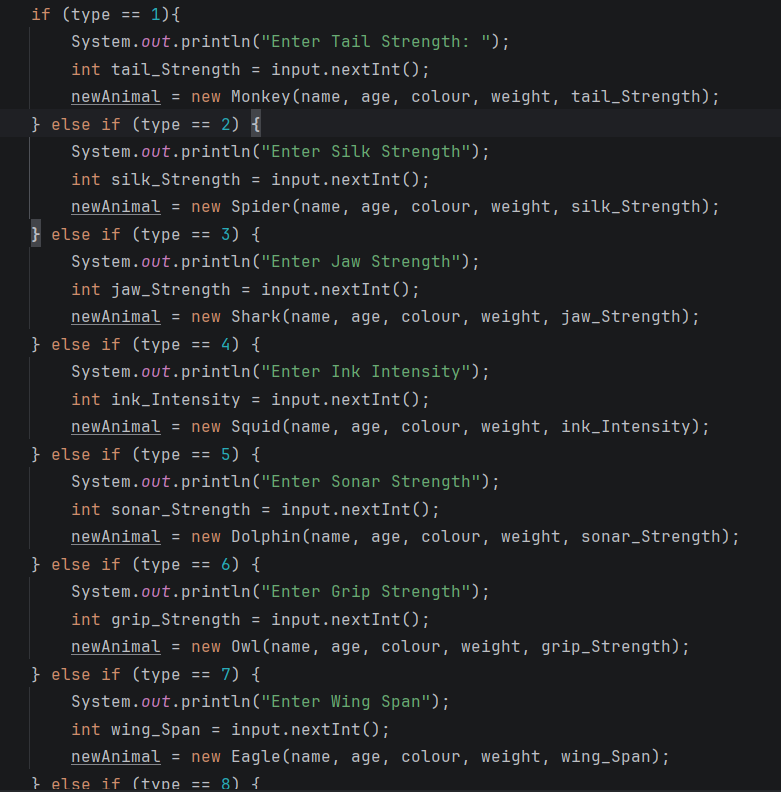 if (type == 1){
System.out.println("Enter Tail Strength: ");
int tail_Strength = input.nextInt();
newAnimal = new Monkey(name, age, colour, weight, tail_Strength);
} else if (type == 2) {
System.out.println("Enter Silk Strength");
int silk_Strength = input.nextInt();
newAnimal = new Spider(name, age, colour, weight, silk_Strength);
} else if (type == 3) {
System.out.println("Enter Jaw Strength");
int jaw_Strength = input.nextInt();
newAnimal = new Shark(name, age, colour, weight, jaw_Strength);
} else if (type == 4) {
System.out.println("Enter Ink Intensity");
int ink_Intensity = input.nextInt();
newAnimal = new Squid(name, age, colour, weight, ink_Intensity);
} else if (type == 5) {
System.out.println("Enter Sonar Strength");
int sonar_Strength = input.nextInt();
newAnimal = new Dolphin(name, age, colour, weight, sonar_Strength);
} else if (type == 6) {
System.out.println("Enter Grip Strength");
int grip_Strength = input.nextInt();
newAnimal = new Owl(name, age, colour, weight, grip_Strength);
} else if (type == 7) {
System.out.println("Enter Wing Span");
int wing_Span = input.nextInt();
newAnimal = new Eagle(name, age, colour, weight, wing_Span);
} else if (type == 8) {